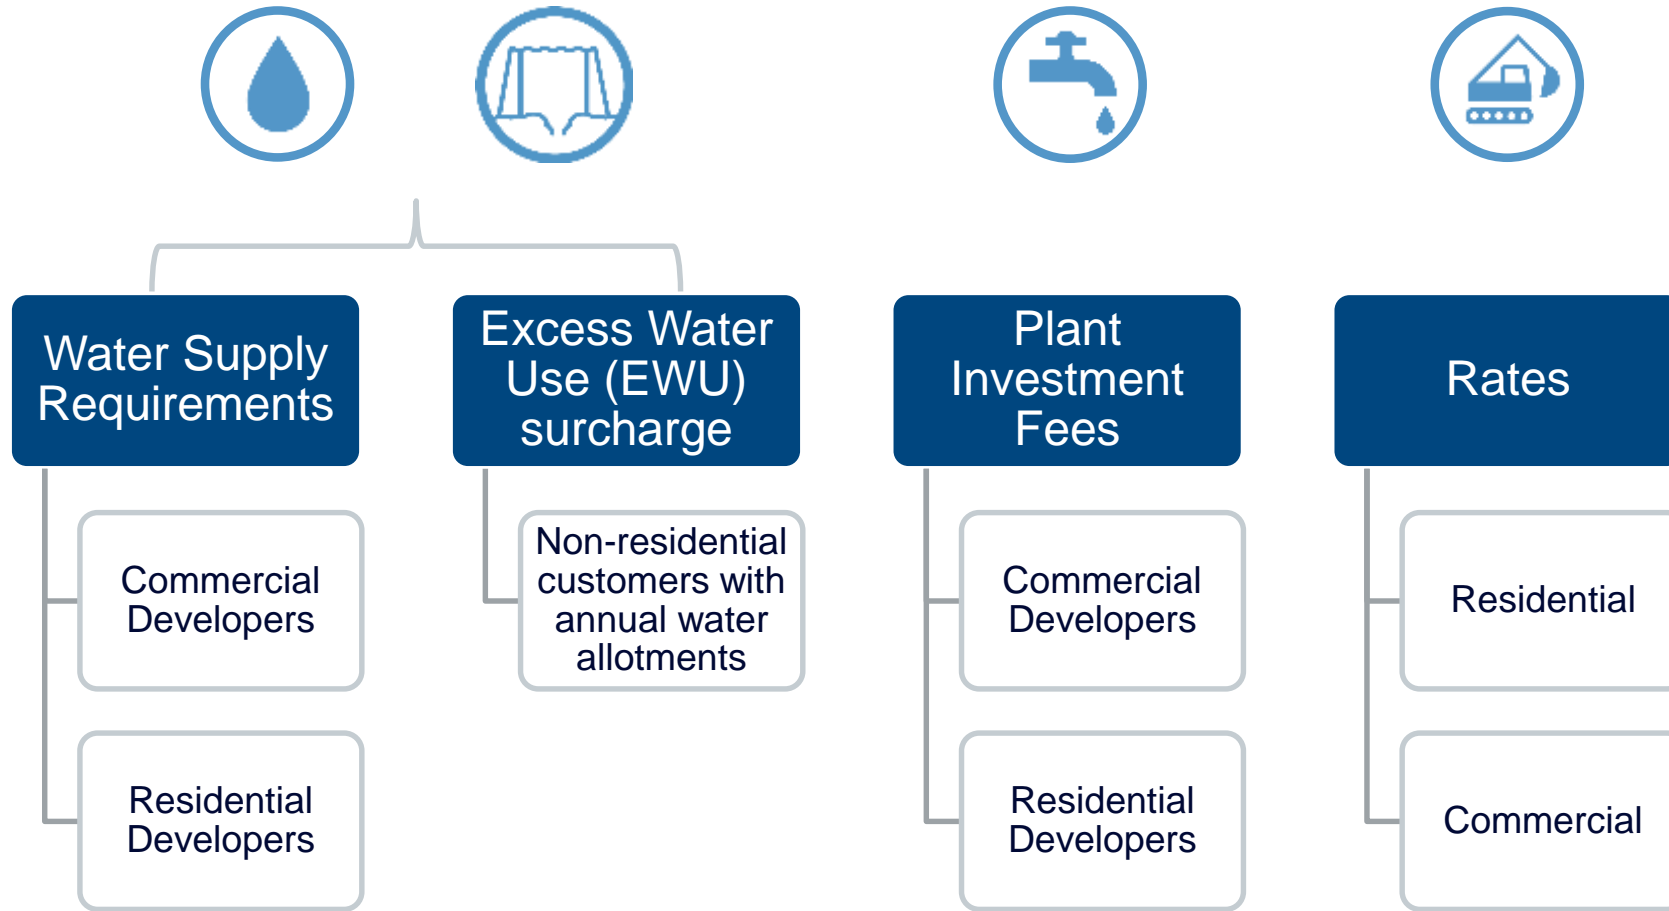 Water Supply
Requirements
Commercial
Developers
Residential
Developers
Excess Water
Use (EWU)
surcharge
Non-residential
customers with
annual water
allotments
Plant
Investment
Fees
Commercial
Developers
Residential
Developers
Rates
Residential
Commercial